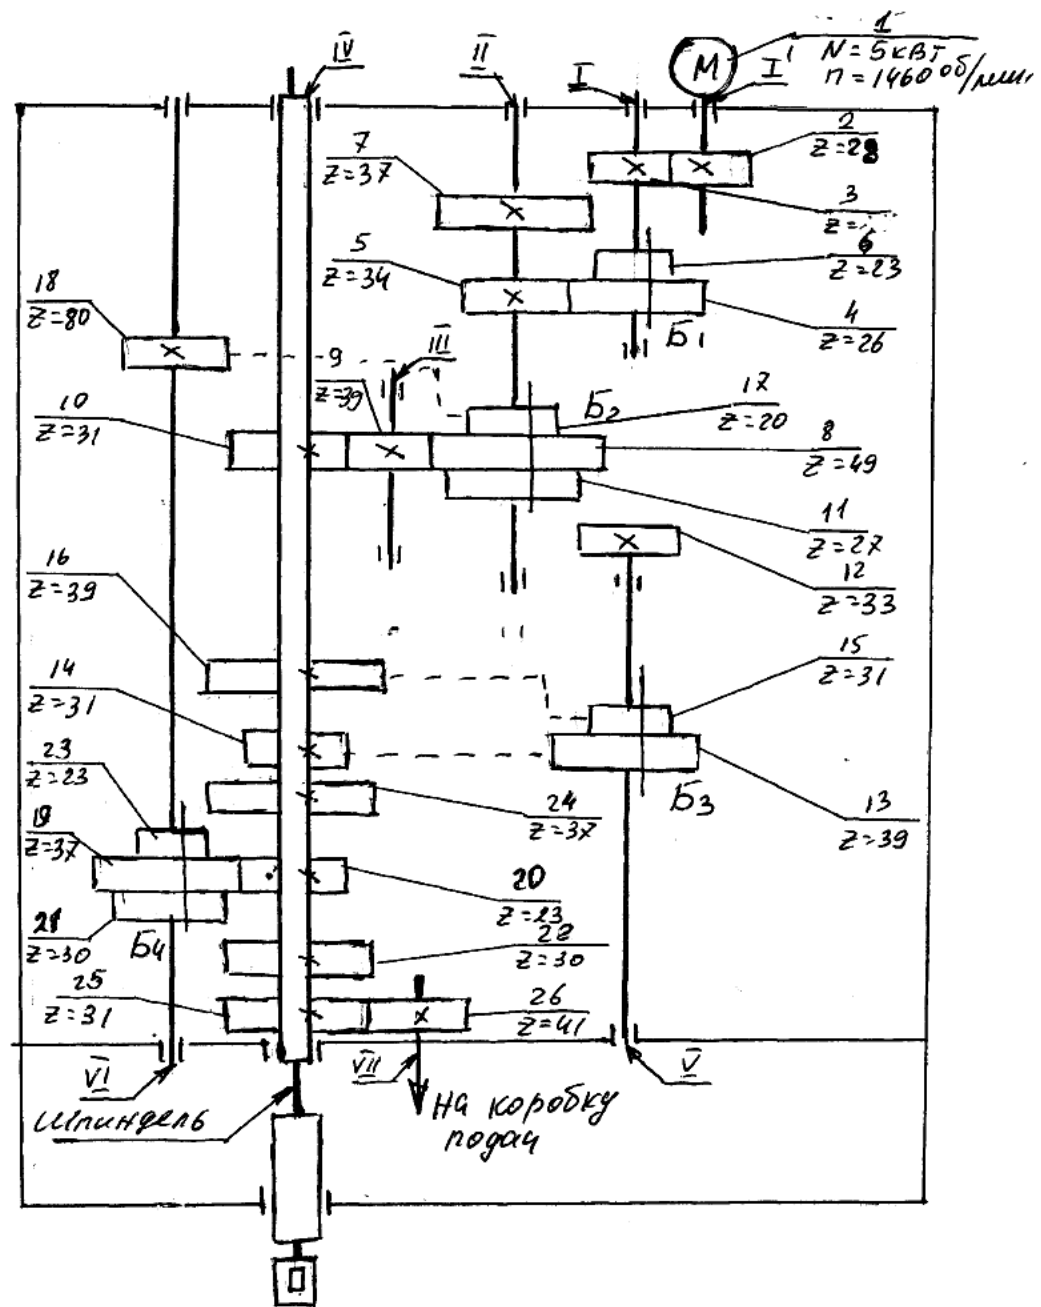 1
N=5кВт
n=1460 об/мин.
IV
II
I
I'
M
2
Z=28
7
Z=37
3
Z=
6
Z=23
5
Z=34
4
Z=26
Б1
18
Z=80
III
9
Z=39
Б2
17
Z=20
10
Z=31
8
Z=49
11
Z=27
16
Z=39
12
Z=33
15
Z=31
14
Z=31
23
Z=23
Б3
24
Z=37
13
Z=39
19
Z=37
20
Z=23
21
Z=30
Б4
22
Z=30
25
Z=31
26
Z=41
VI
VII
V
Шпиндель
На коробку
подач